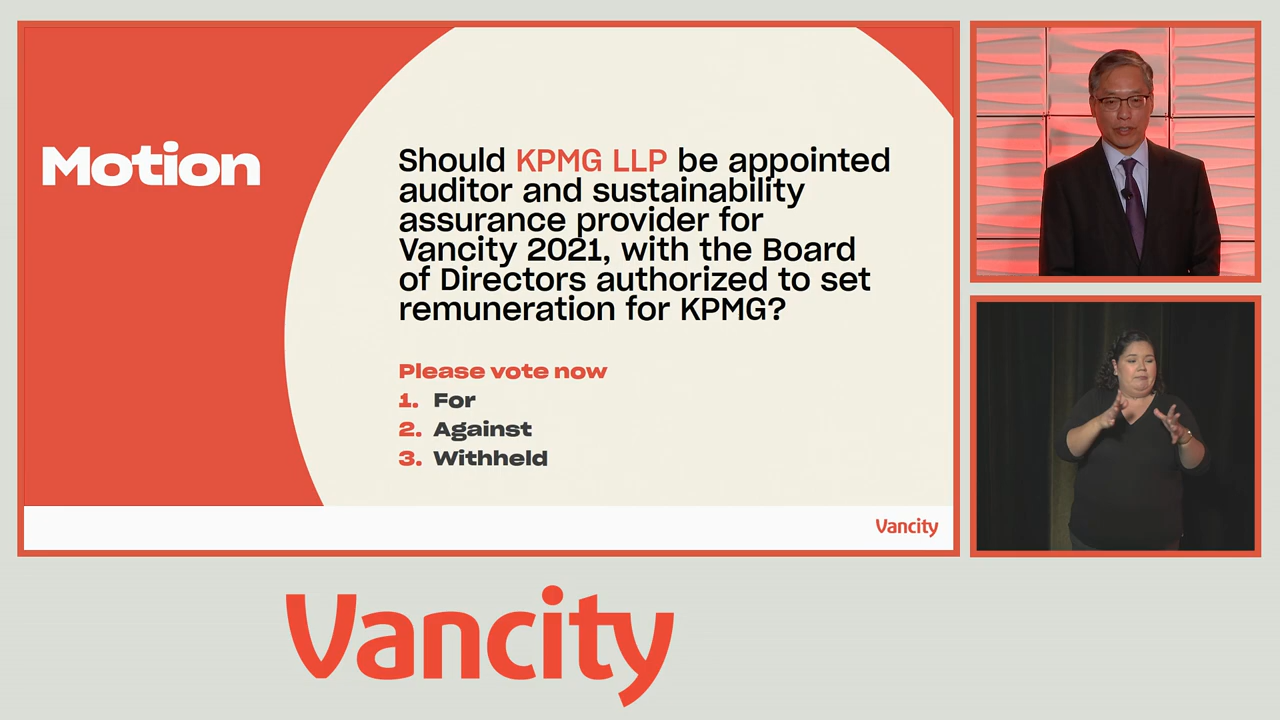 Motion
Should KPMG LLP be appointed
auditor and sustainability
assurance provider for
Vancity 2021, with the Board
of Directors authorized to set
remuneration for KPMG?
Please vote now
1. For
2. Against
3. Withheld
Vancity
Vancity